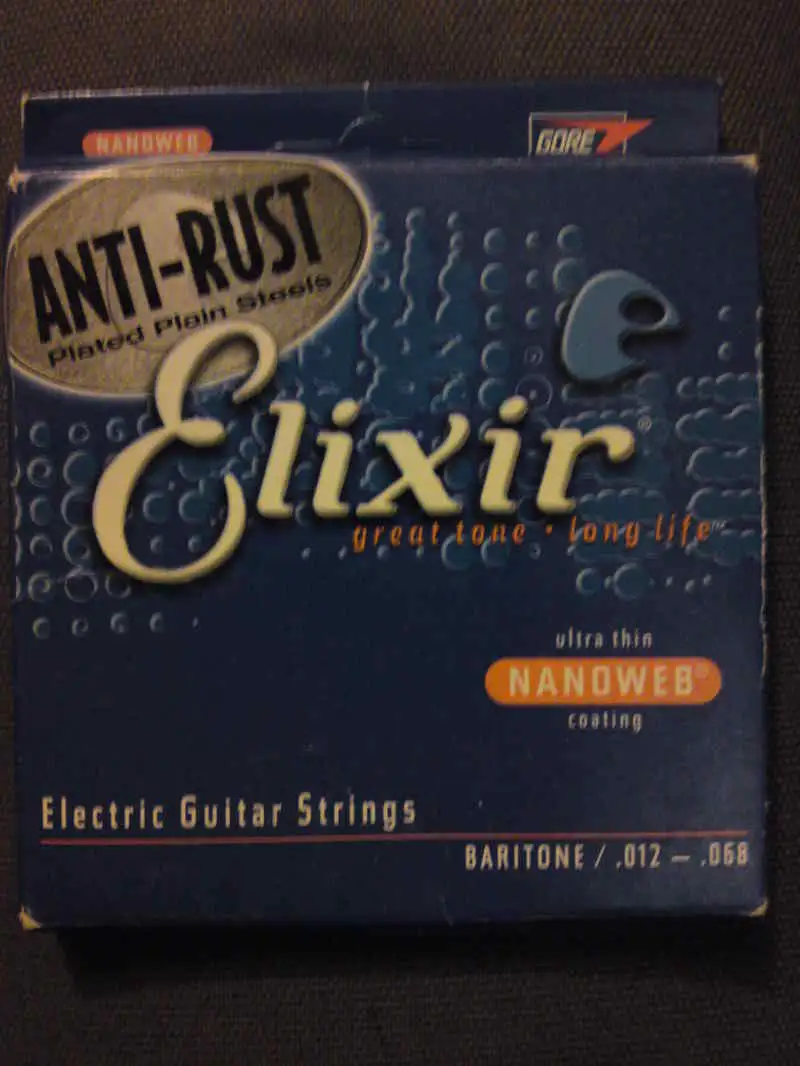 NANOWEB
GORE
ANTI-RUST
Plated Plain Steels
Elixir®
great tone • long life™
ultra thin
NANOWEB®
coating
Electric Guitar Strings
BARITONE / .012 – .068